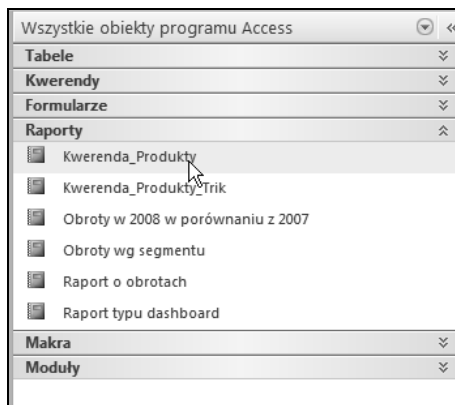 Wszystkie obiekty programu Access
Tabele
Kwerendy
Formularze
Raporty
Kwerenda_Produkty
Kwerenda_Produkty_Trik
Obroty w 2008 w porównaniu z 2007
Obroty wg segmentu
Raport o obrotach
Raport typu dashboard
Makra
Moduły